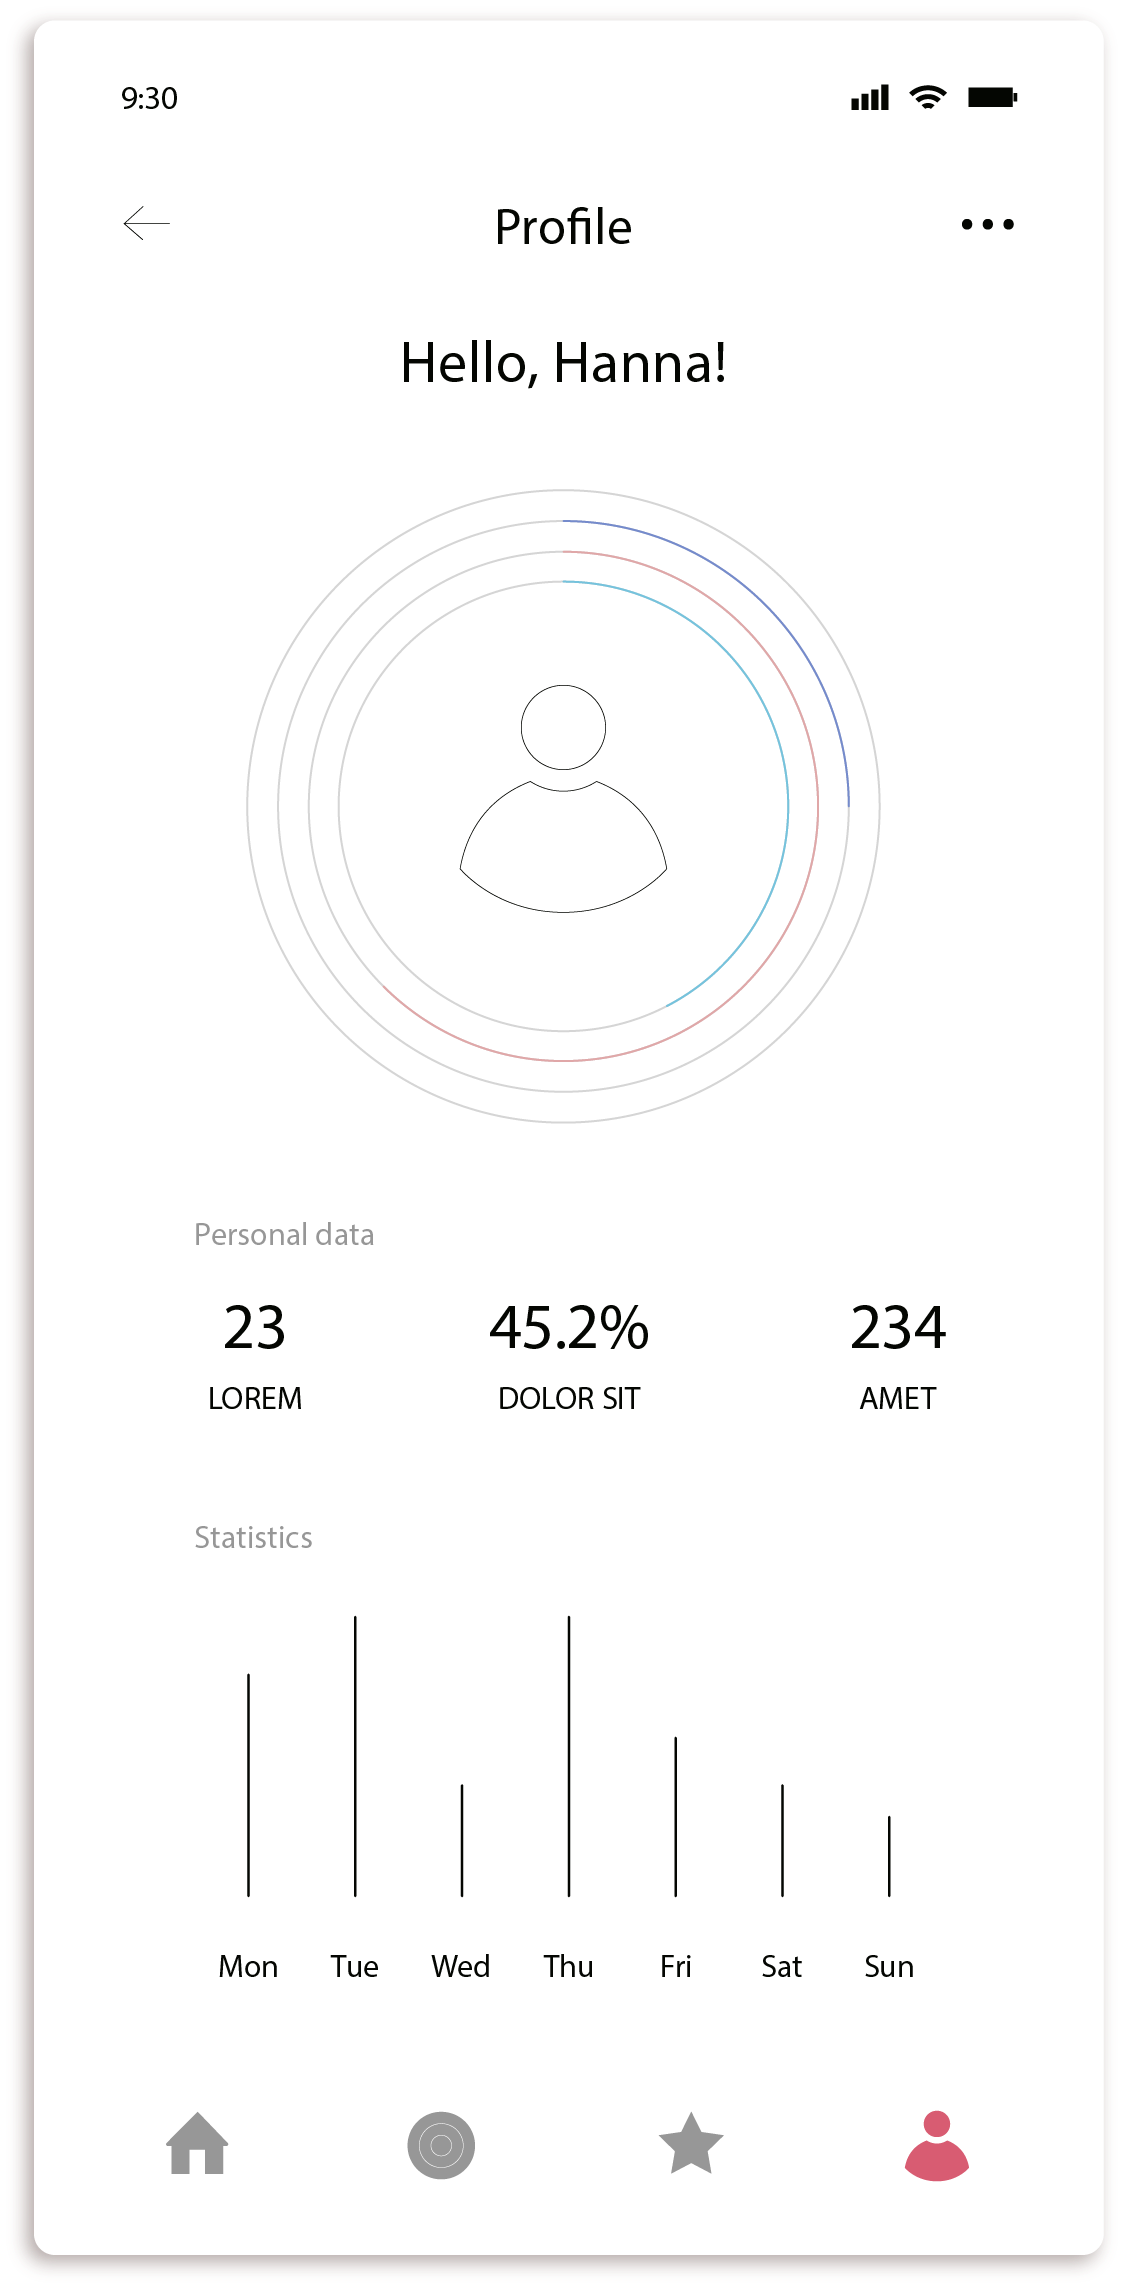 9:30
Profile
Hello, Hanna!
Personal data
23 45.2% 234
LOREM DOLOR SIT AMET
Statistics
Mon Tue Wed Thu Fri Sat Sun